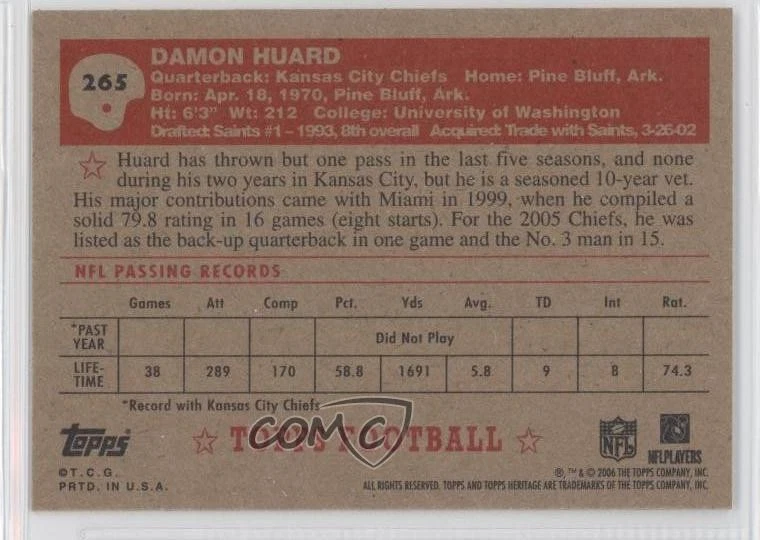 265
DAMON HUARD
Quarterback: Kansas City Chiefs Home: Pine Bluff, Ark.
Born: Apr. 18, 1970, Pine Bluff, Ark.
Ht: 6'3" Wt: 212 College: University of Washington
Drafted: Saints #1 – 1993, 8th overall Acquired: Trade with Saints, 3-26-02
Huard has thrown but one pass in the last five seasons, and none
during his two years in Kansas City, but he is a seasoned 10-year vet.
His major contributions came with Miami in 1999, when he compiled a
solid 79.8 rating in 16 games (eight starts). For the 2005 Chiefs, he was
listed as the back-up quarterback in one game and the No. 3 man in 15.
NFL PASSING RECORDS
Games Att Comp Pct. Yds Avg. TD Int Rat.
*PAST YEAR Did Not Play
LIFE-TIME 38 289 170 58.8 1691 5.8 9 8 74.3
*Record with Kansas City Chiefs
COMC
Topps TOPPS FOOTBALL NFL NFLPLAYERS
© T.C.G.
PRTD. IN U.S.A.
®, ™ & © 2006 THE TOPPS COMPANY, INC.
ALL RIGHTS RESERVED. TOPPS AND TOPPS HERITAGE ARE TRADEMARKS OF THE TOPPS COMPANY, INC.